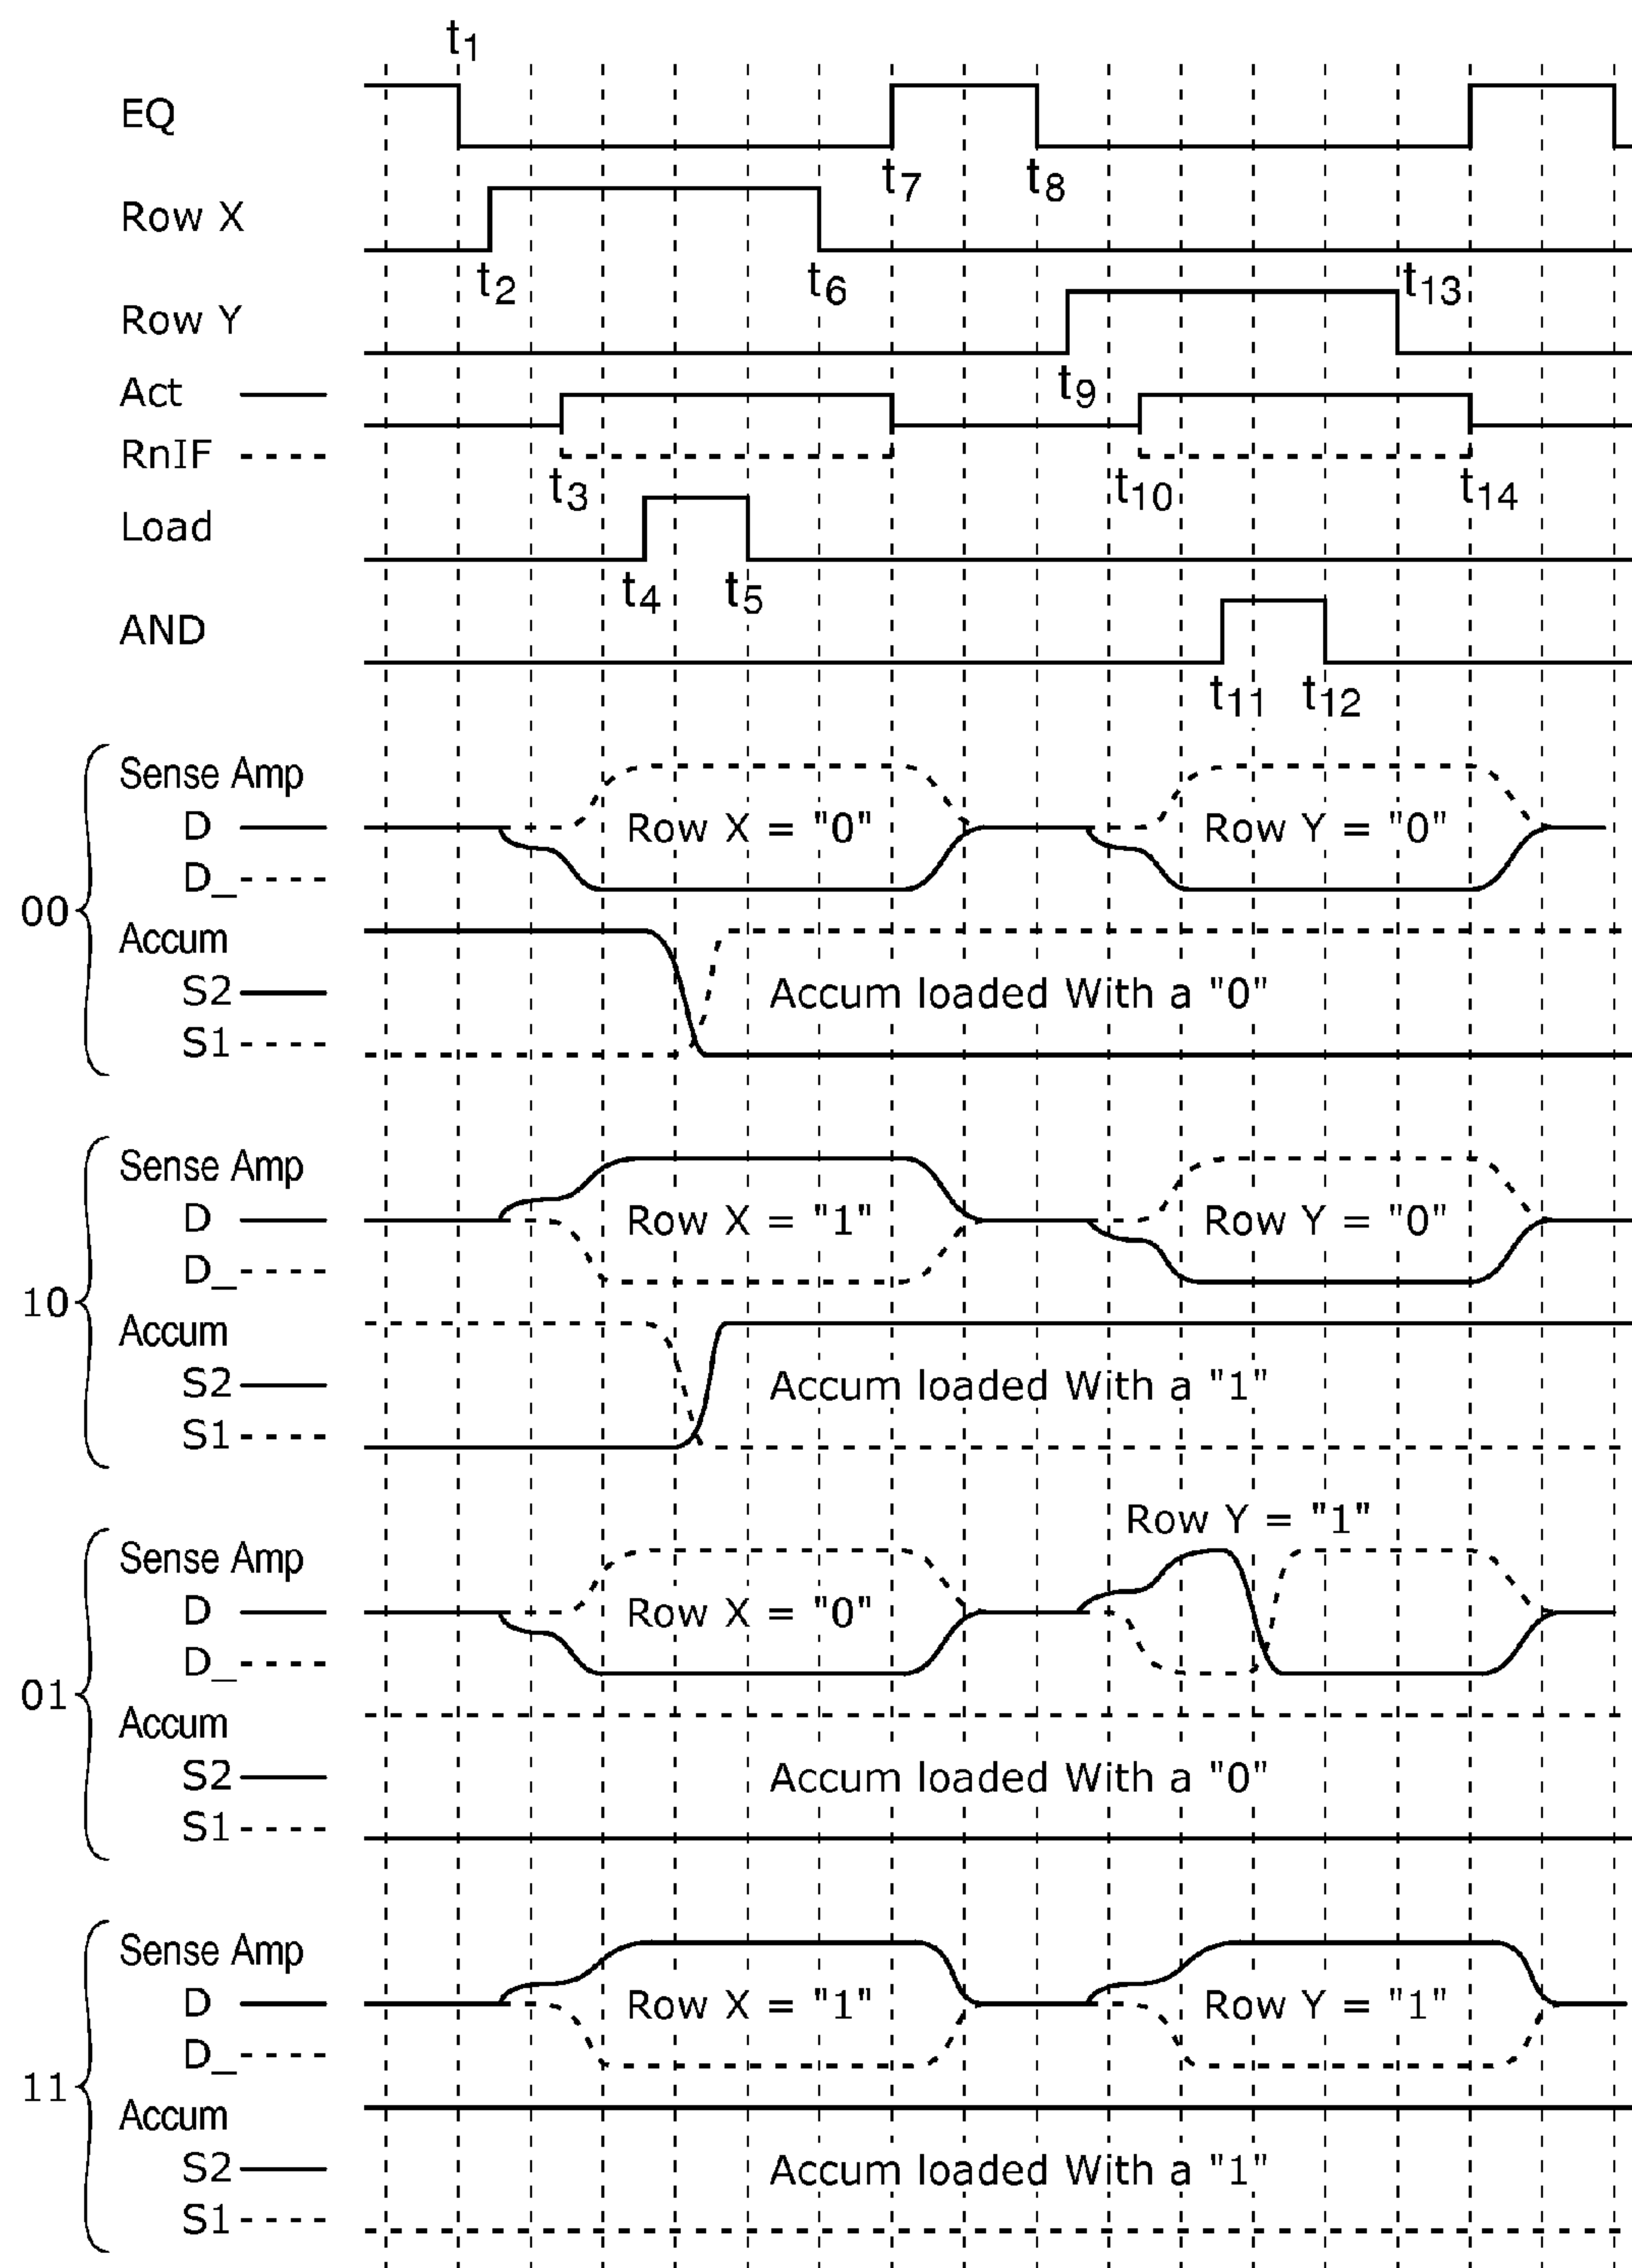 t1
EQ
t7 t8
Row X
t2 t6 t13
Row Y
t9
Act
RnIF
t3 t10 t14
Load
t4 t5
AND
t11 t12
00
Sense Amp
D
D_
Row X = "0" Row Y = "0"
Accum
S2
S1
Accum loaded With a "0"
10
Sense Amp
D
D_
Row X = "1" Row Y = "0"
Accum
S2
S1
Accum loaded With a "1"
01
Row Y = "1"
Sense Amp
D
D_
Row X = "0"
Accum
S2
S1
Accum loaded With a "0"
11
Sense Amp
D
D_
Row X = "1" Row Y = "1"
Accum
S2
S1
Accum loaded With a "1"